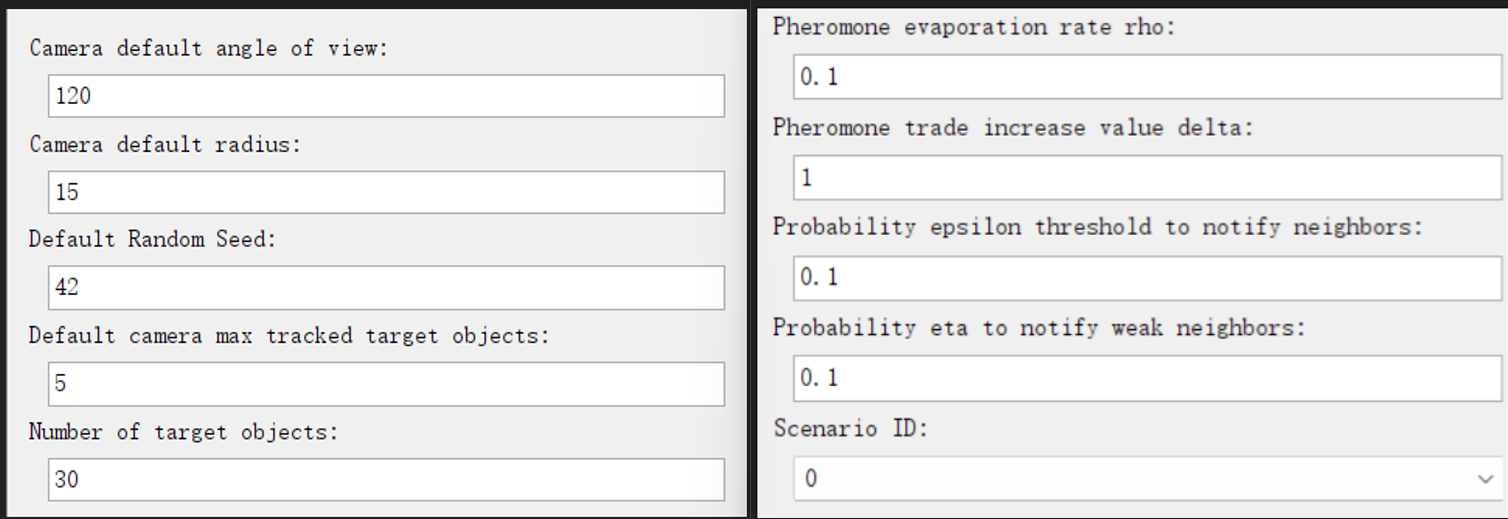 Camera default angle of view:
120
Camera default radius:
15
Default Random Seed:
42
Default camera max tracked target objects:
5
Number of target objects:
30
Pheromone evaporation rate rho:
0.1
Pheromone trade increase value delta:
1
Probability epsilon threshold to notify neighbors:
0.1
Probability eta to notify weak neighbors:
0.1
Scenario ID:
0